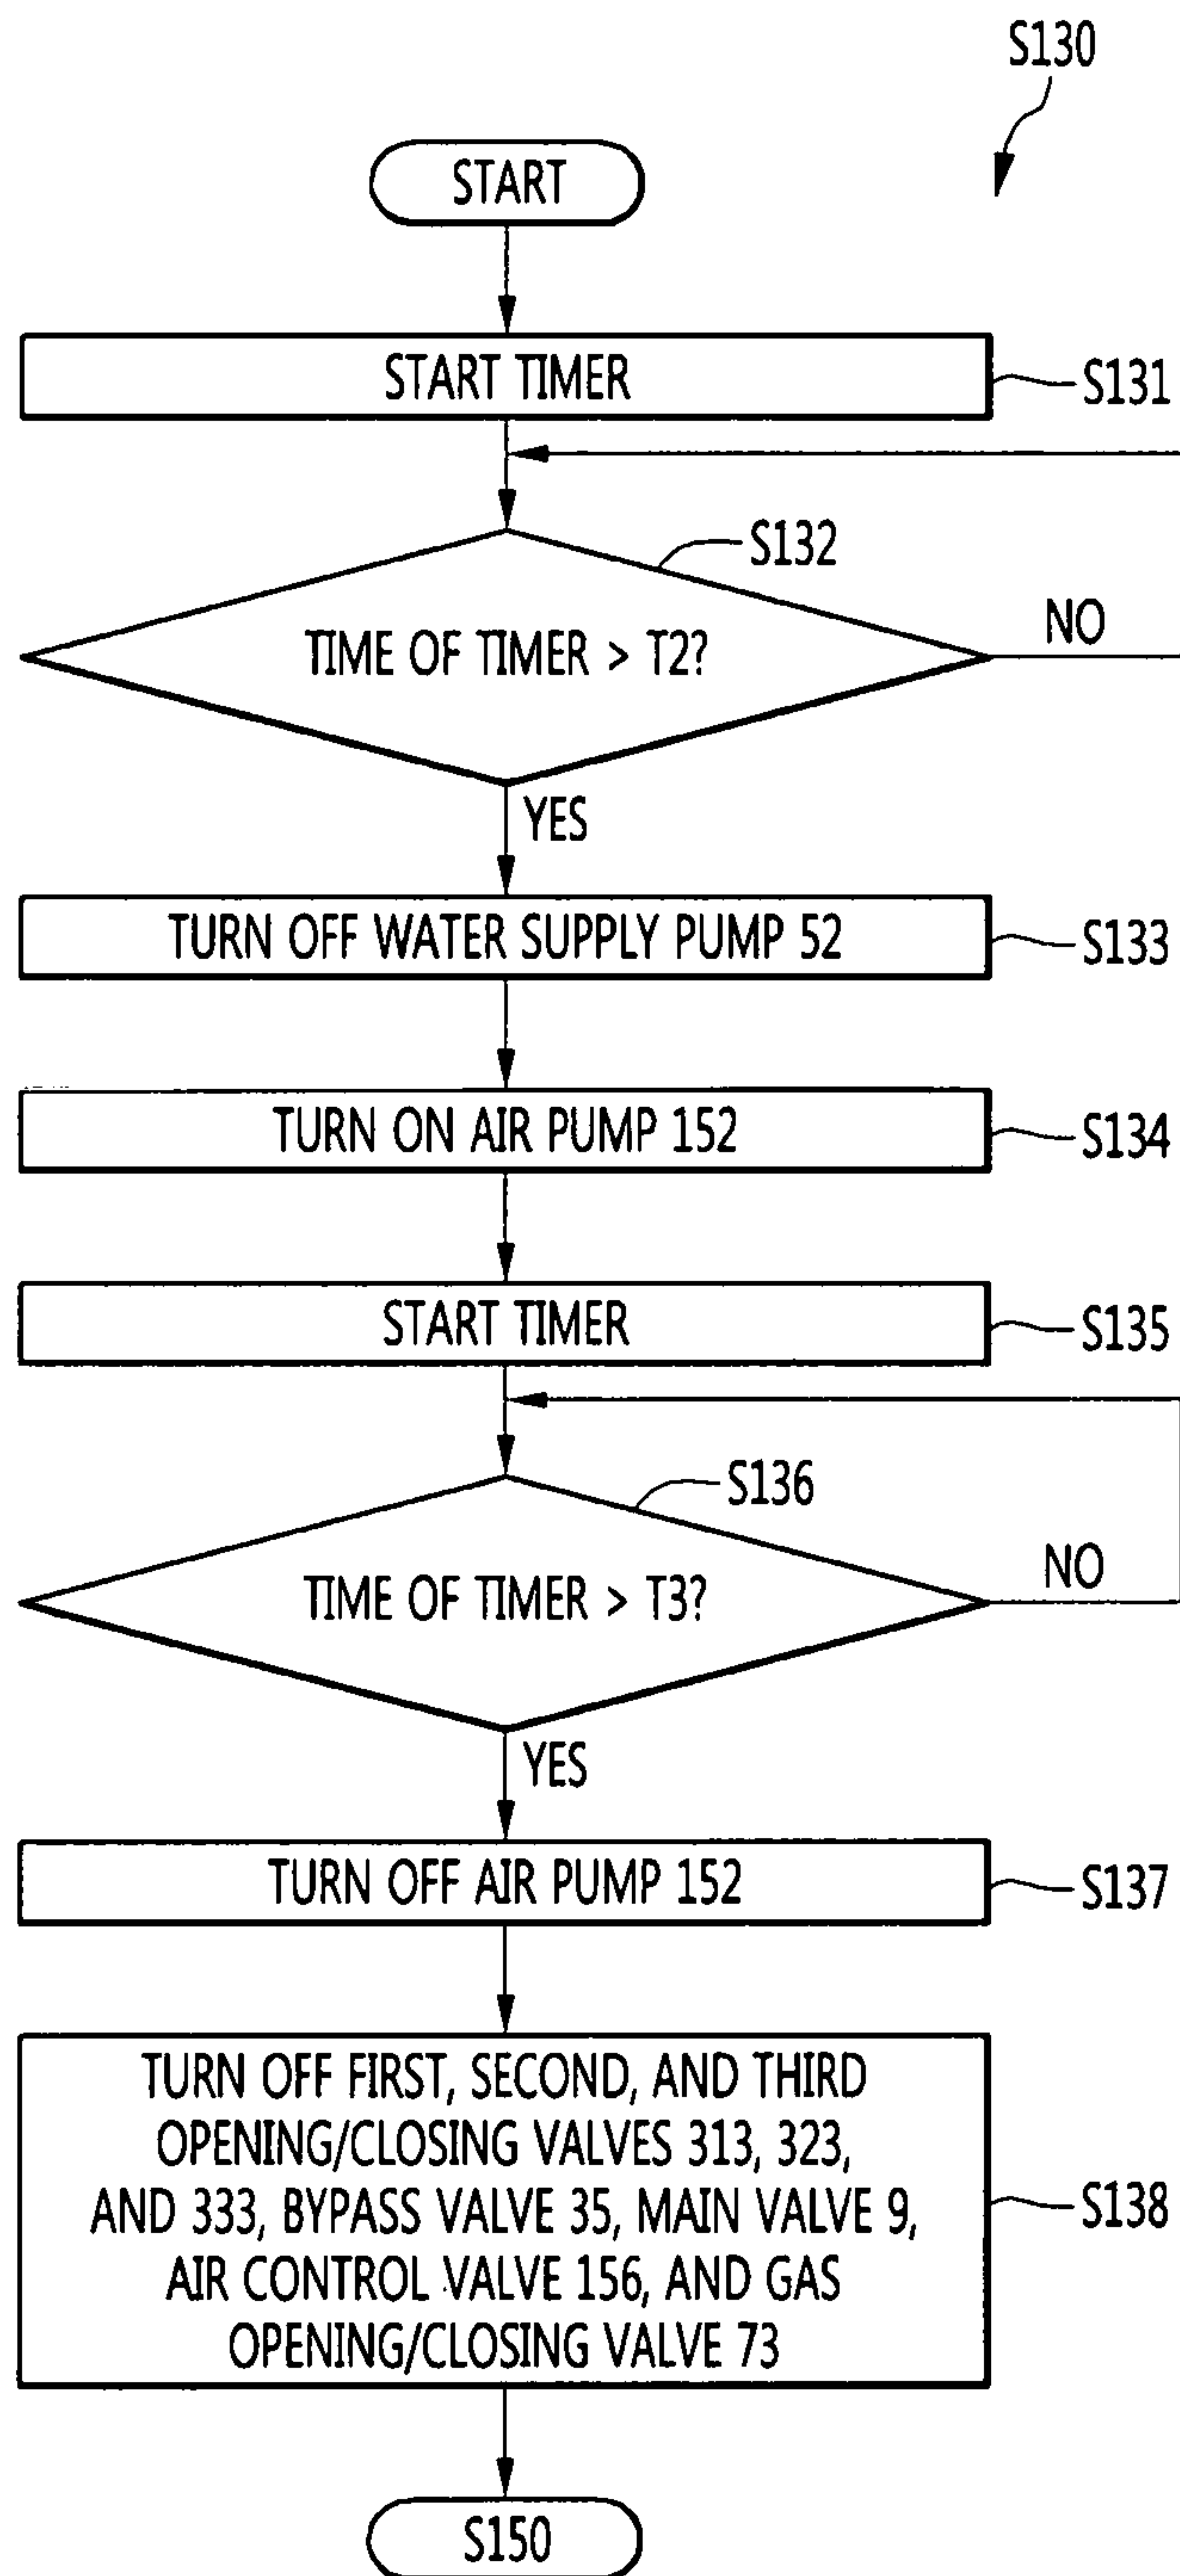 S130
START
START TIMER
S131
S132
TIME OF TIMER > T2?
NO
YES
TURN OFF WATER SUPPLY PUMP 52
S133
TURN ON AIR PUMP 152
S134
START TIMER
S135
S136
TIME OF TIMER > T3?
NO
YES
TURN OFF AIR PUMP 152
S137
TURN OFF FIRST, SECOND, AND THIRD
OPENING/CLOSING VALVES 313, 323,
AND 333, BYPASS VALVE 35, MAIN VALVE 9,
AIR CONTROL VALVE 156, AND GAS
OPENING/CLOSING VALVE 73
S138
S150